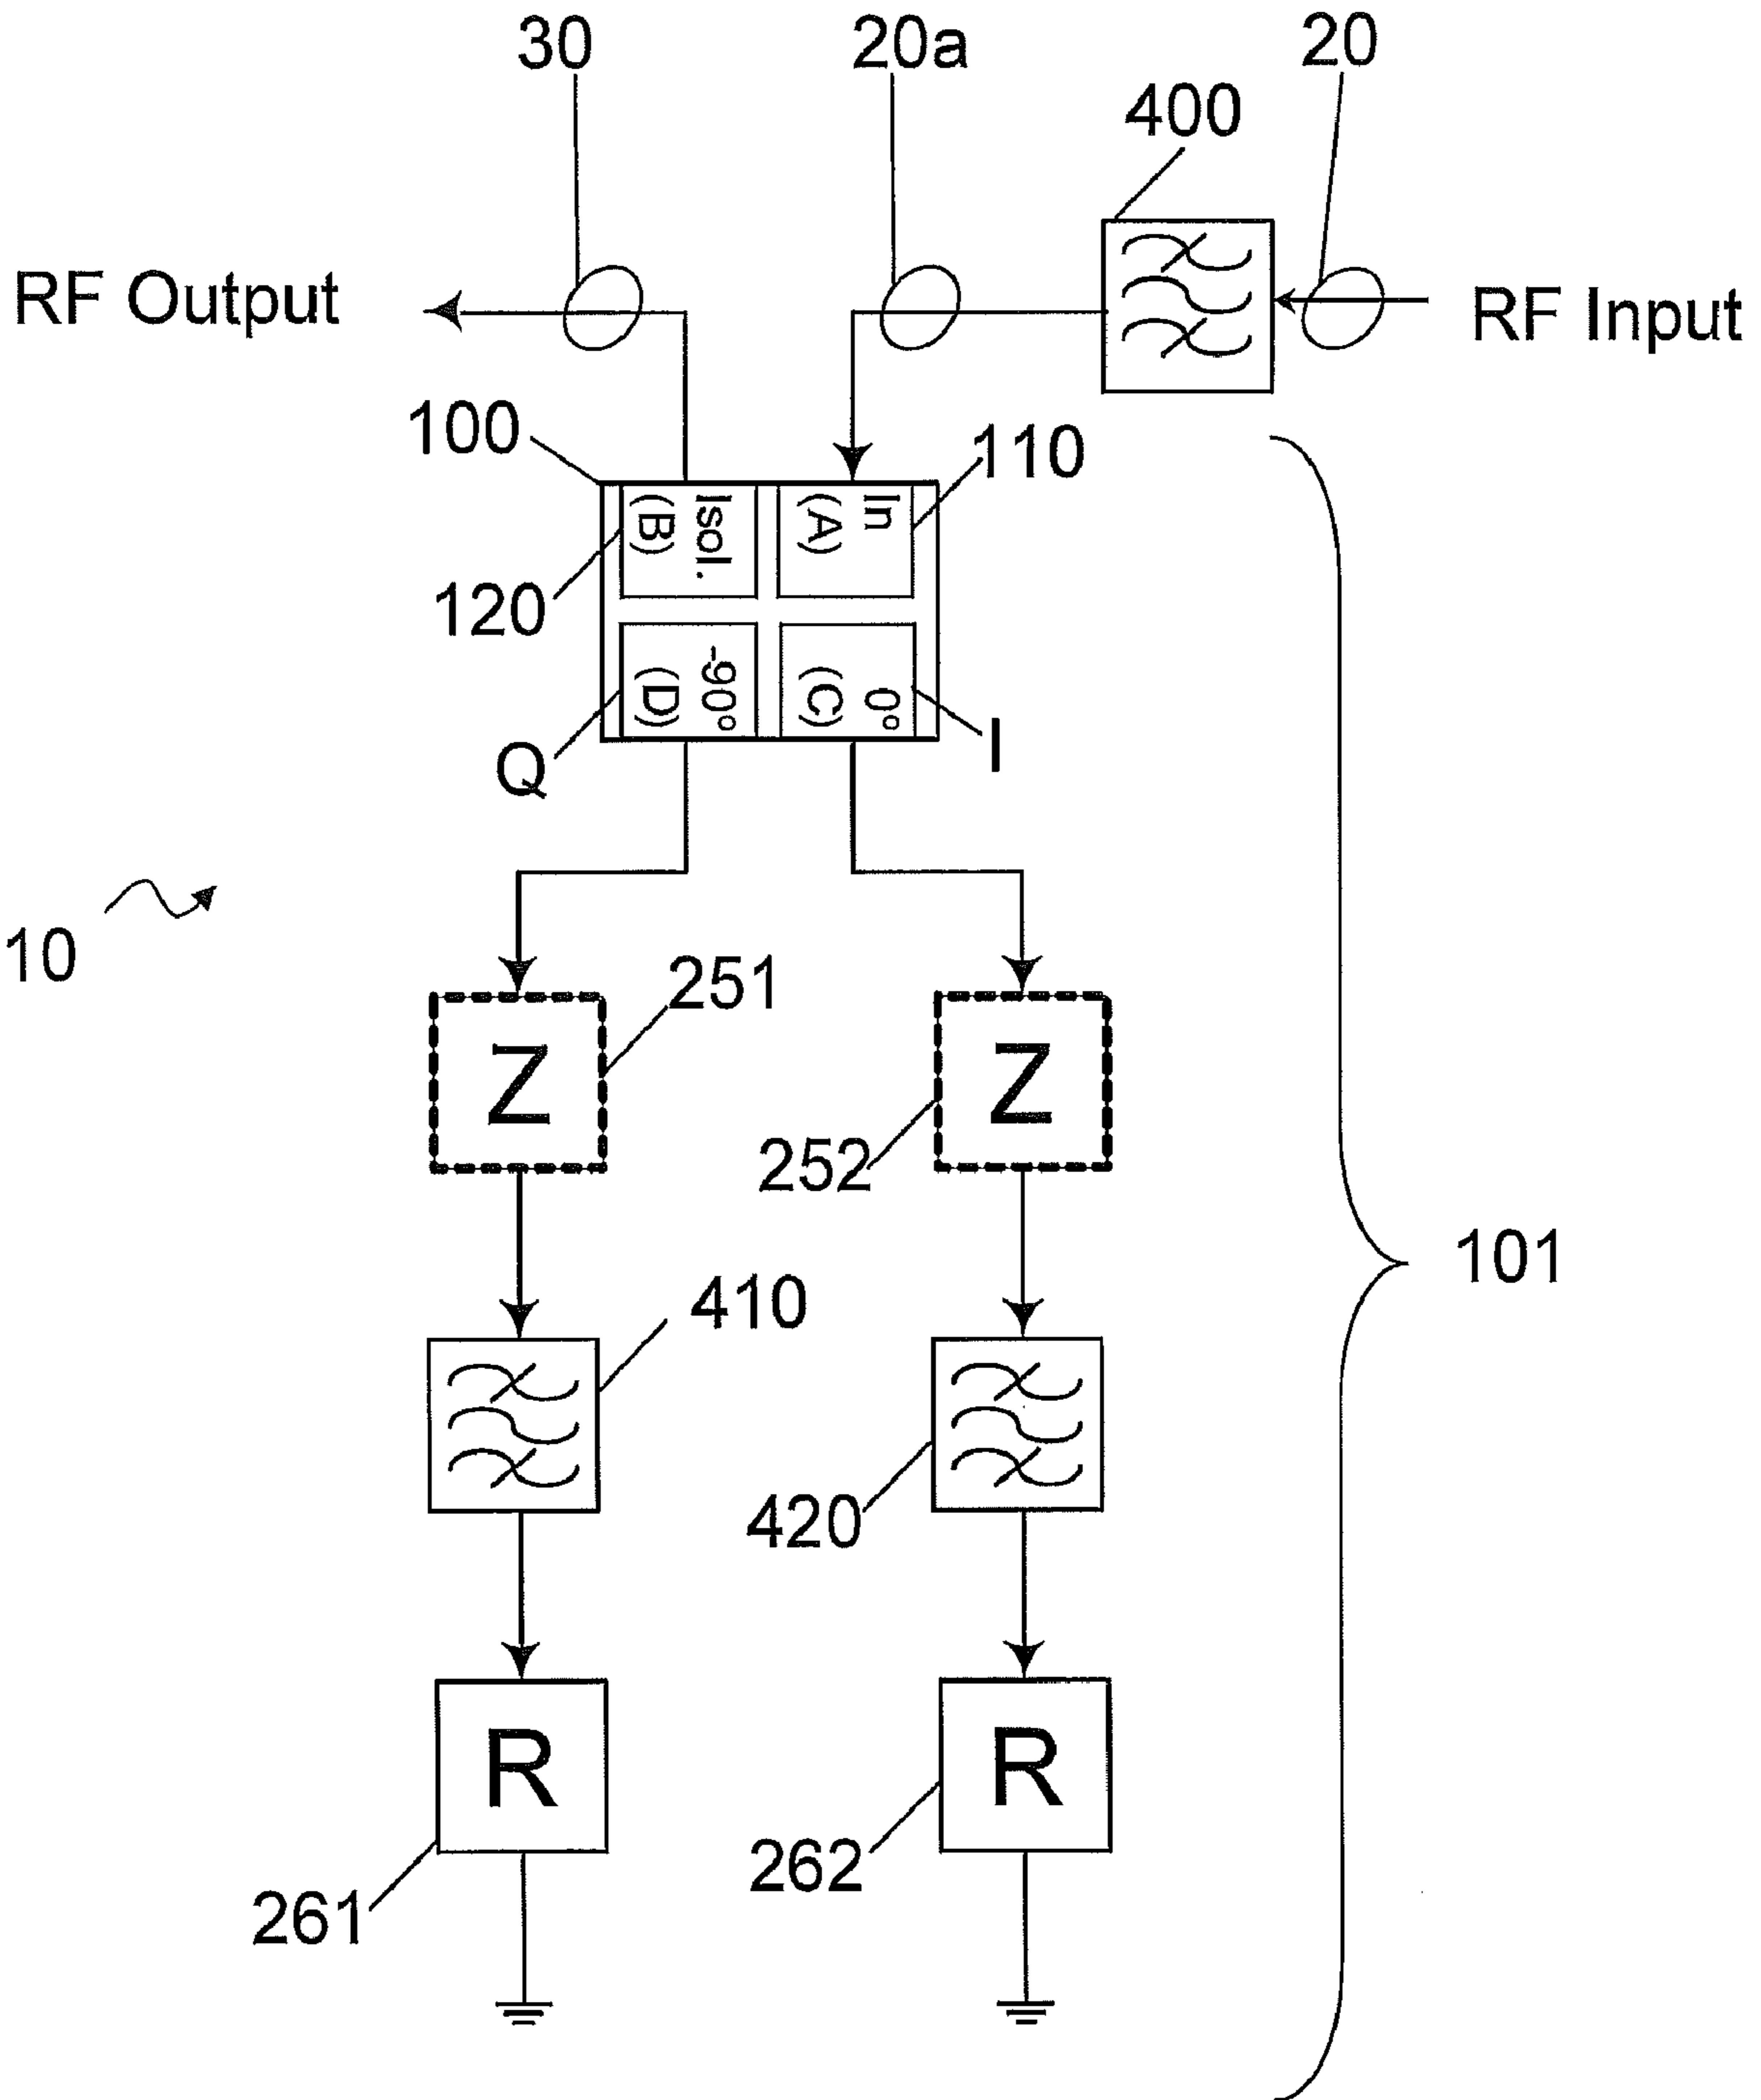 30
20a
20
400
RF Output
RF Input
100
110
Isol.
(B)
In
(A)
120
-90°
(D)
0°
(C)
Q
I
10
Z
251
Z
252
101
410
420
R
R
261
262